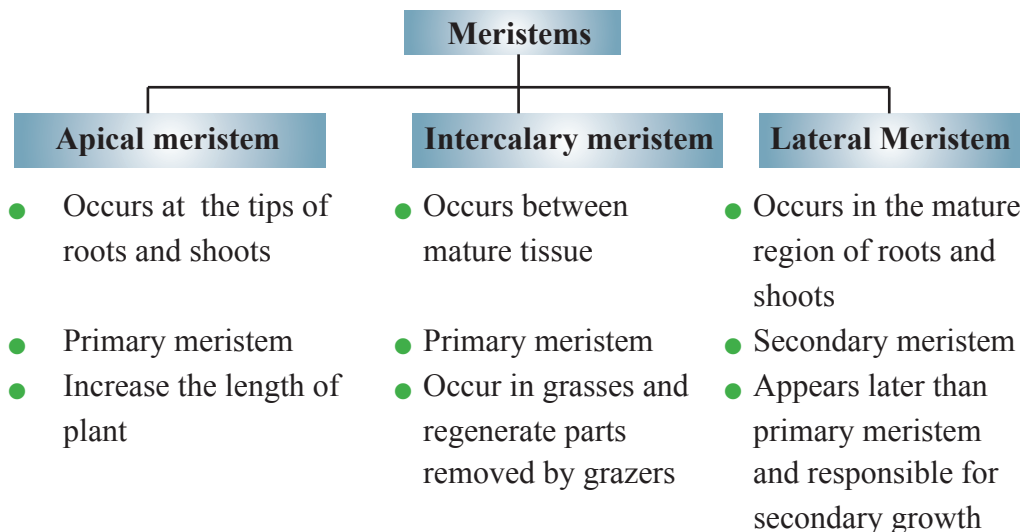 Meristems
Apical meristem
Occurs at the tips of
roots and shoots
Primary meristem
Increase the length of
plant
Intercalary meristem
Occurs between
mature tissue
Primary meristem
Occur in grasses and
regenerate parts
removed by grazers
Lateral Meristem
Occurs in the mature
region of roots and
shoots
Secondary meristem
Appears later than
primary meristem
and responsible for
secondary growth